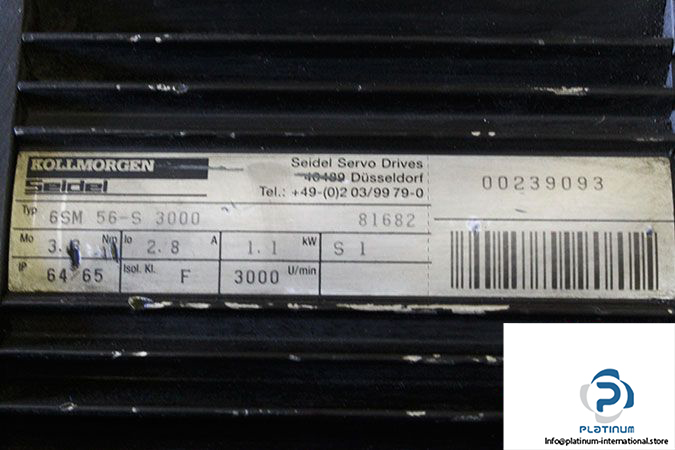 KOLLMORGEN
Seidel
Seidel Servo Drives
40489 Düsseldorf
Tel.: +49-(0)2 03/99 79-0
00239093
Typ 6SM 56-S 3000 81682
Mo Nm Io 2.8 A 1.1 kW S 1
IP 64/65 Isol. Kl. F 3000 U/min
PLATINUM
Info@platinum-international.store